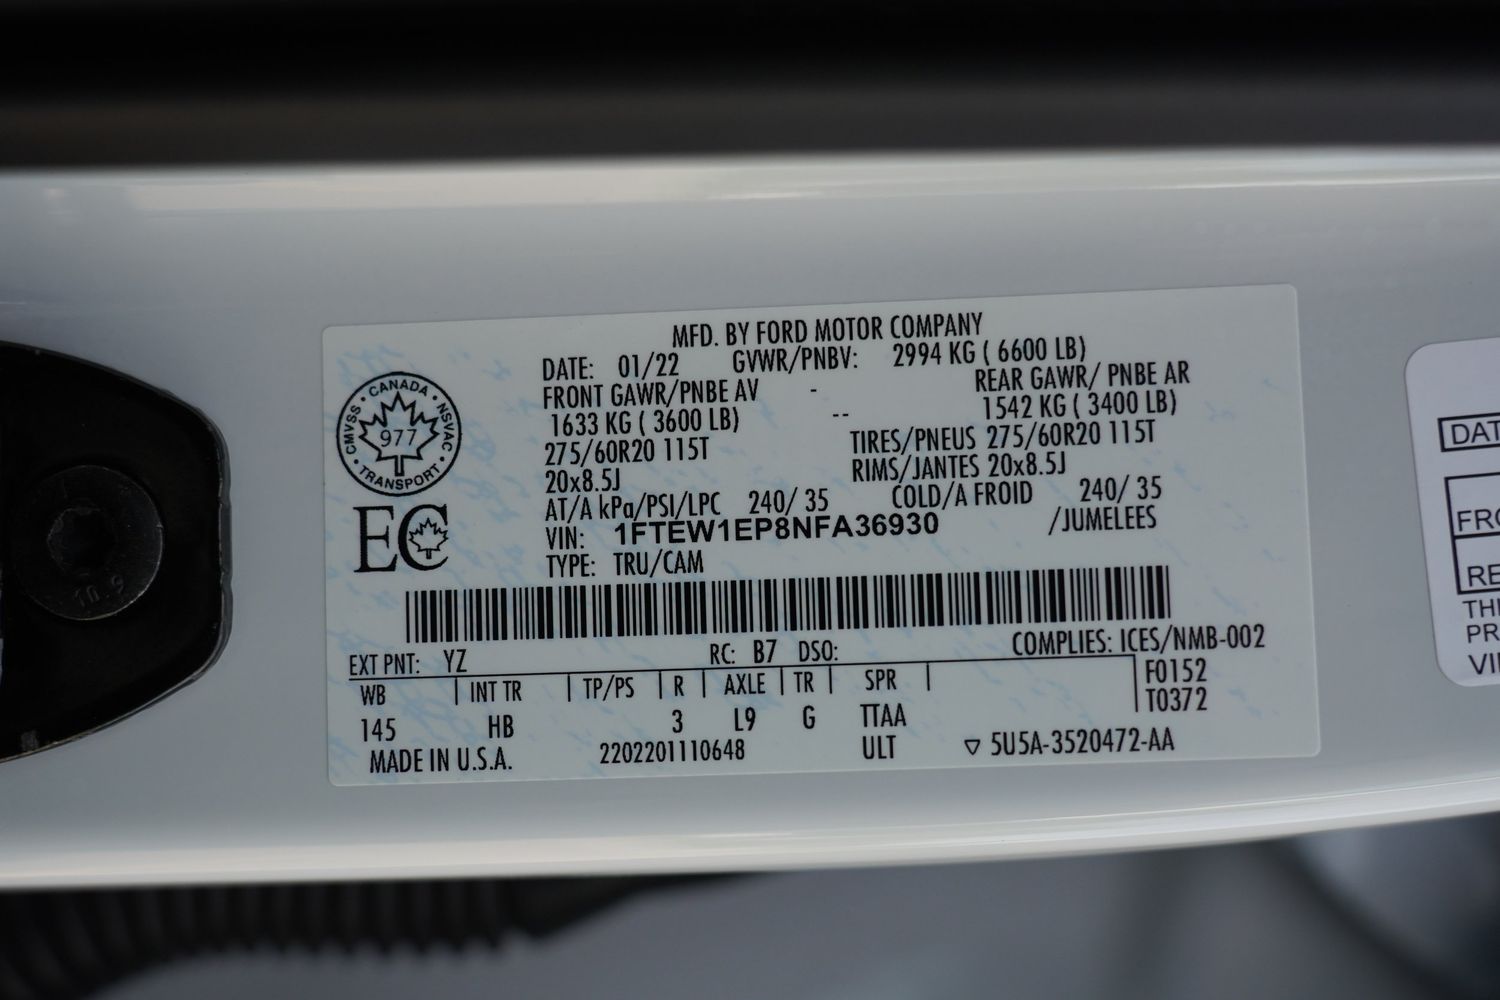 MFD. BY FORD MOTOR COMPANY
DATE: 01/22 GVWR/PNBV: 2994 KG ( 6600 LB)
FRONT GAWR/PNBE AV - REAR GAWR/ PNBE AR
1633 KG ( 3600 LB) -- 1542 KG ( 3400 LB)
275/60R20 115T TIRES/PNEUS 275/60R20 115T
20x8.5J RIMS/JANTES 20x8.5J
AT/A kPa/PSI/LPC 240/ 35 COLD/A FROID 240/ 35
VIN: 1FTEW1EP8NFA36930 /JUMELEES
TYPE: TRU/CAM
CMVSS • CANADA • NSVAC • TRANSPORT •
977
EC
COMPLIES: ICES/NMB-002
EXT PNT: YZ RC: B7 DSO:
F0152
WB INT TR TP/PS R AXLE TR SPR
T0372
145 HB 3 L9 G TTAA
MADE IN U.S.A. 2202201110648 ULT ▽ 5U5A-3520472-AA
10.9
DAT
FRO
RE
THI
PR
VI